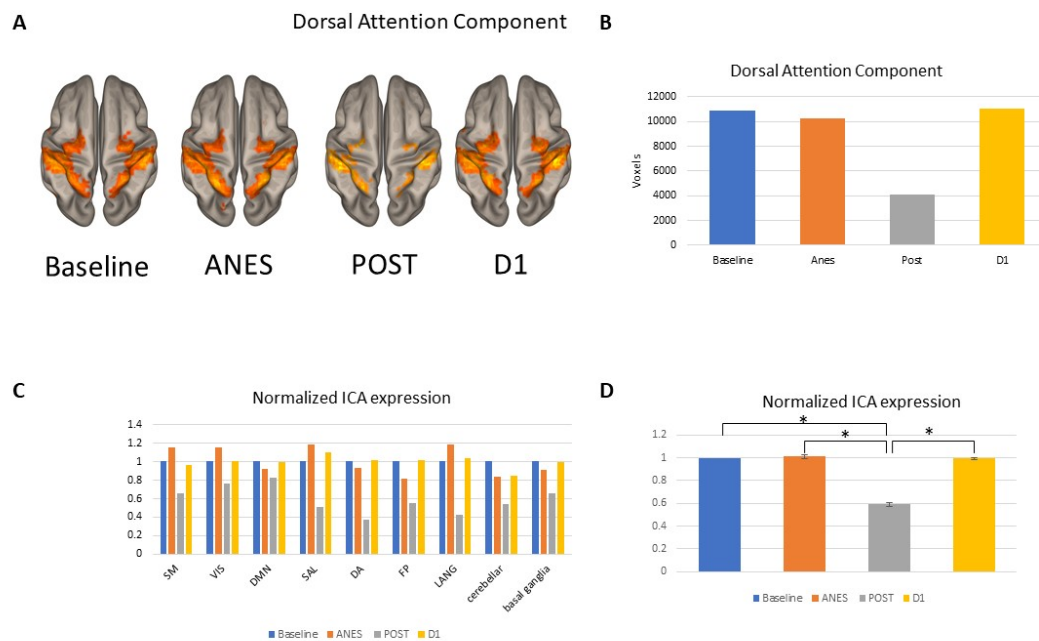 A
Dorsal Attention Component
Baseline
ANES
POST
D1
B
Dorsal Attention Component
Voxels
12000
10000
8000
6000
4000
2000
0
Baseline
Anes
Post
D1
C
Normalized ICA expression
1.4
1.2
1
0.8
0.6
0.4
0.2
0
SM
VIS
DMN
SAL
DA
FP
LANG
cerebellar
basal ganglia
Baseline ANES POST D1
D
Normalized ICA expression
*
* *
1.2
1
0.8
0.6
0.4
0.2
0
Baseline ANES POST D1